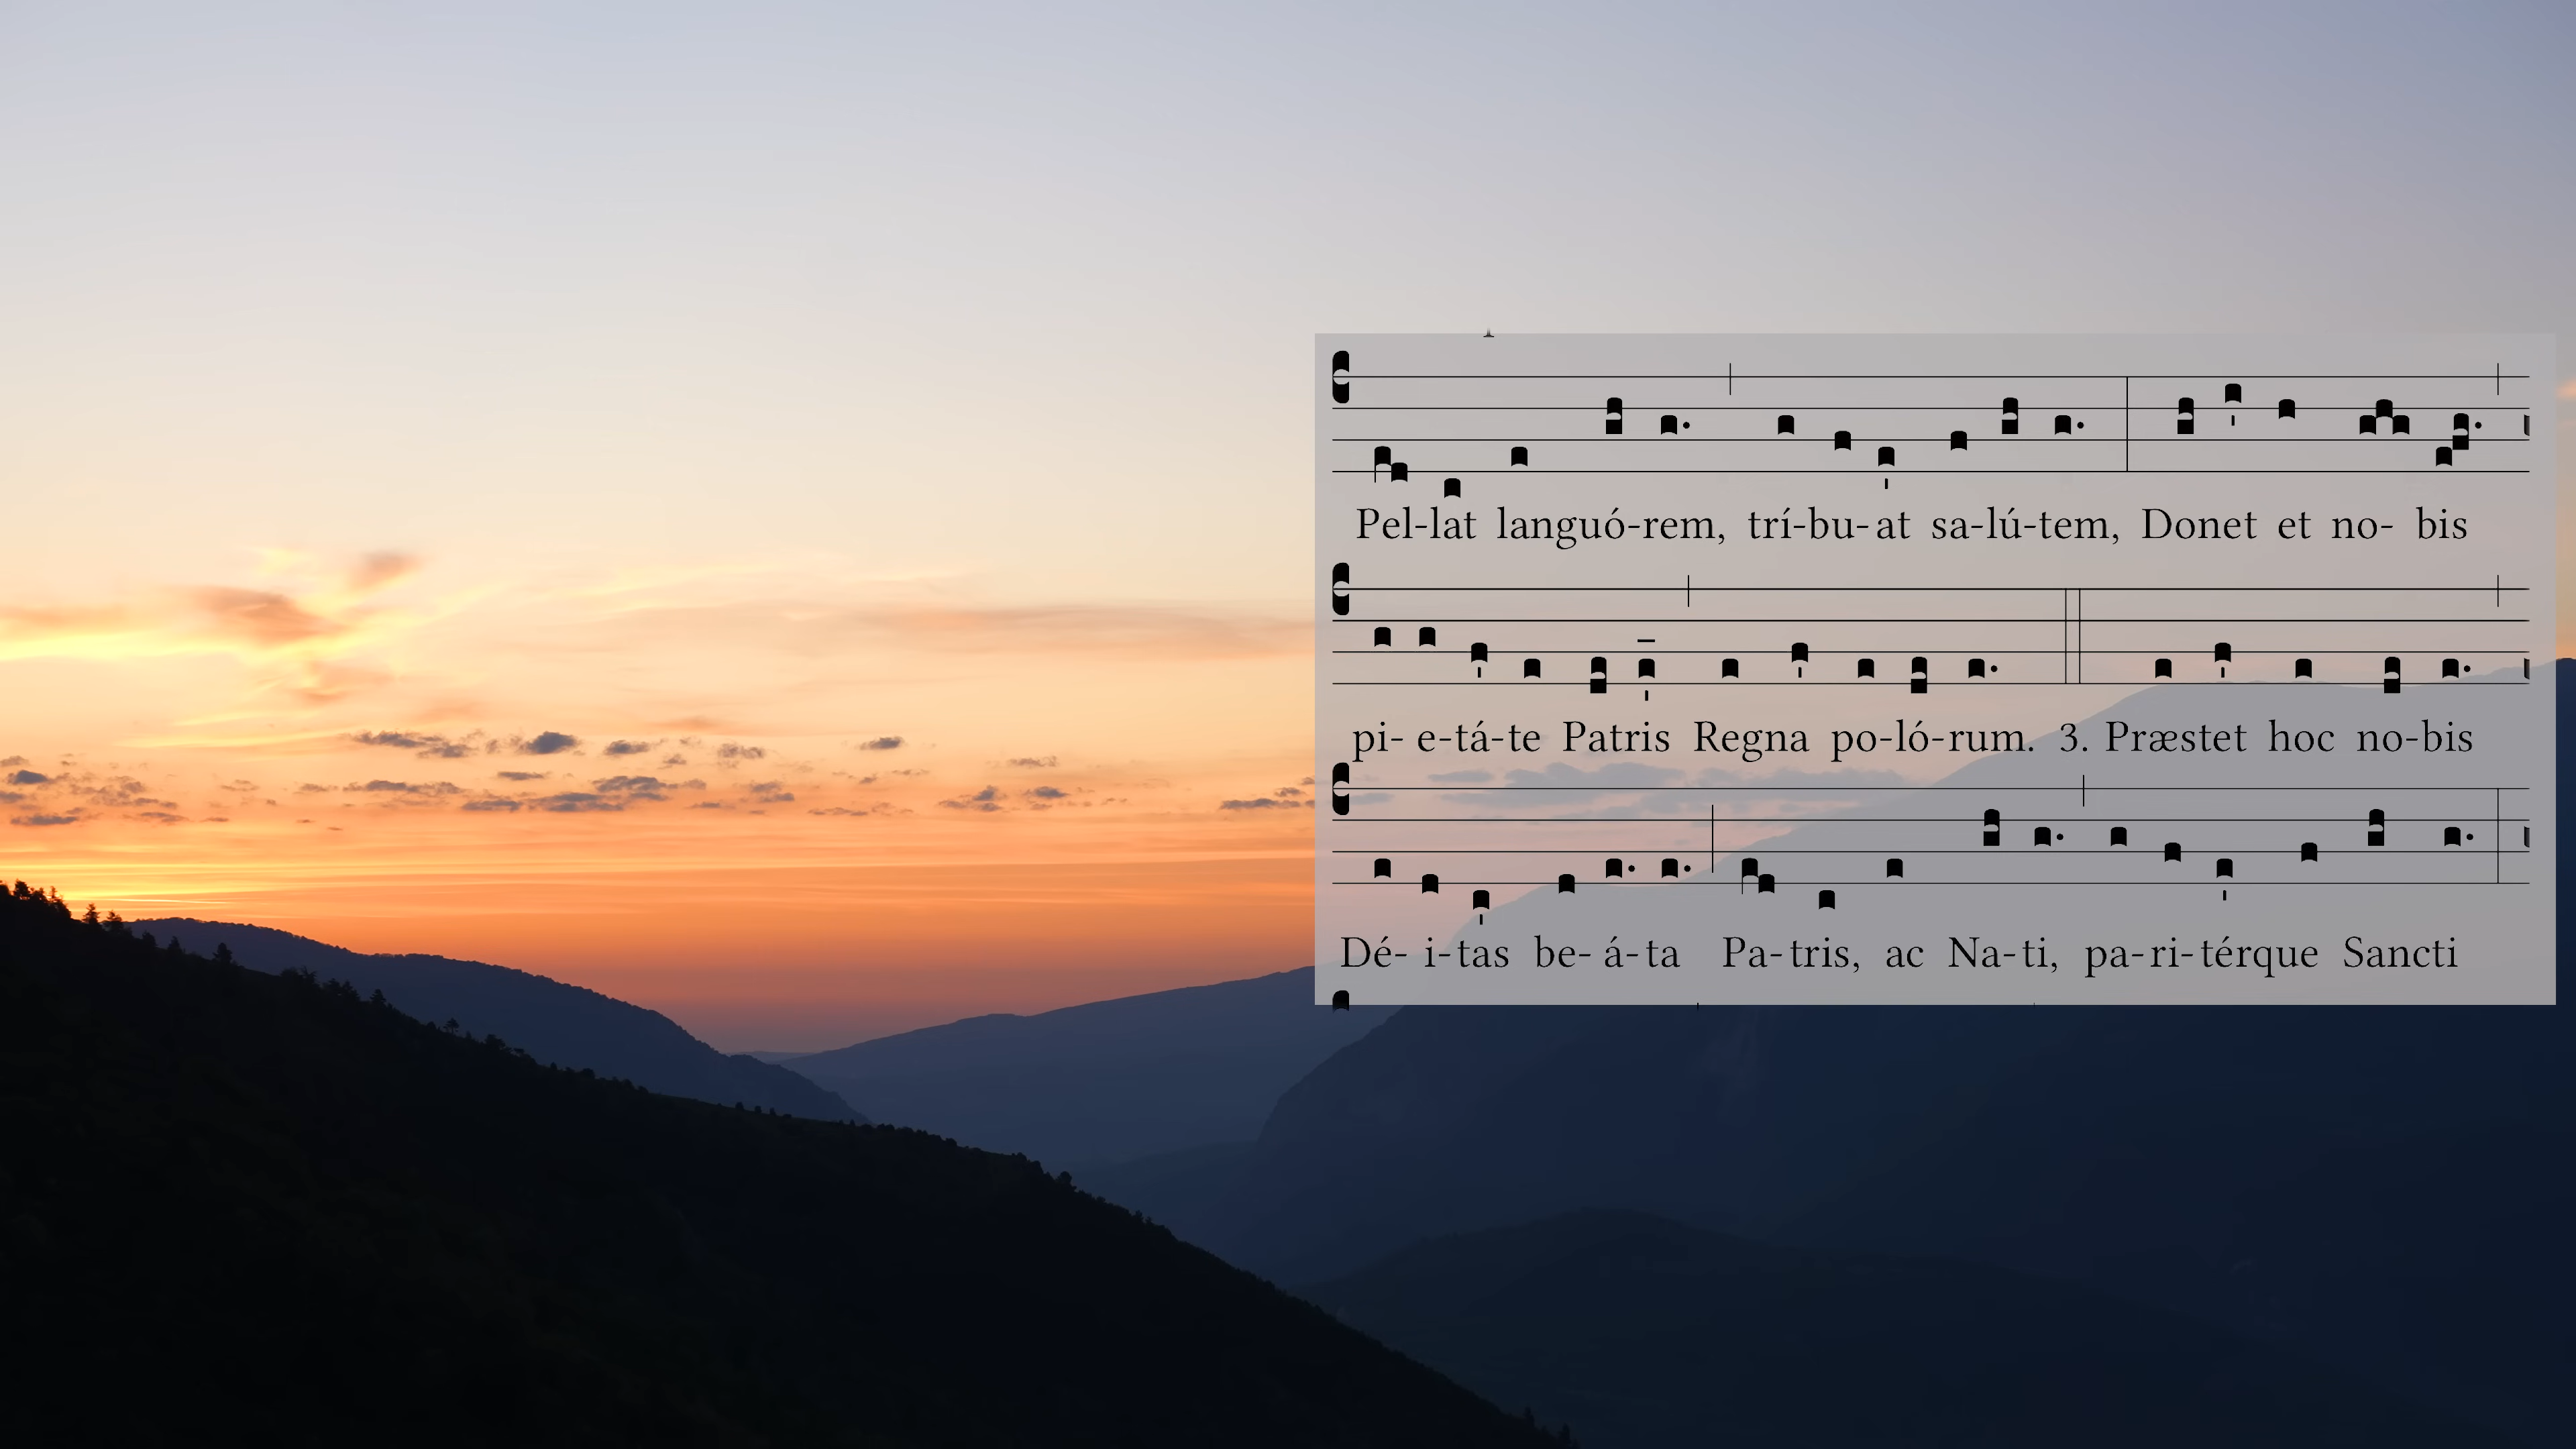 Pel-lat languó-rem, trí-bu-at sa-lú-tem, Donet et no- bis
pi- e-tá-te Patris Regna po-ló-rum. 3. Præstet hoc no-bis
Dé- i-tas be- á-ta Pa-tris, ac Na-ti, pa-ri-térque Sancti